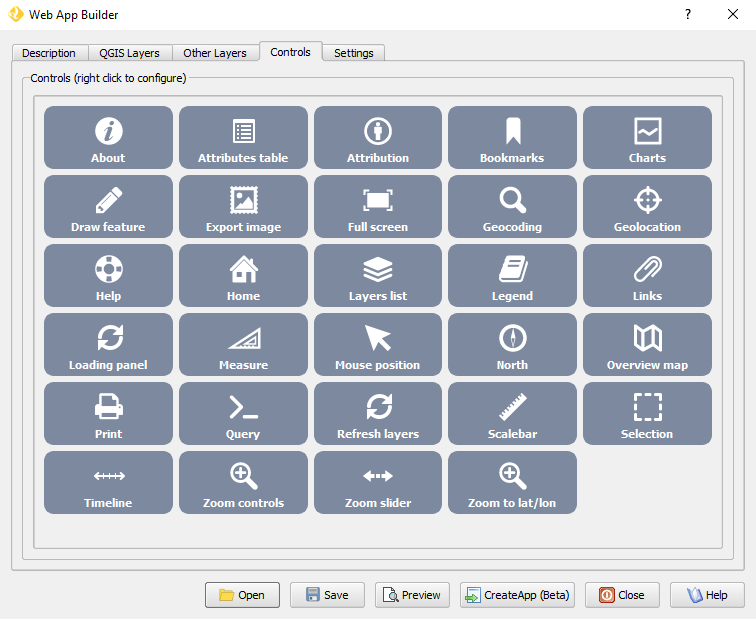 Web App Builder
?
Description QGIS Layers Other Layers Controls Settings
Controls (right click to configure)
About Attributes table Attribution Bookmarks Charts
Draw feature Export image Full screen Geocoding Geolocation
Help Home Layers list Legend Links
Loading panel Measure Mouse position North Overview map
Print Query Refresh layers Scalebar Selection
Timeline Zoom controls Zoom slider Zoom to lat/lon
Open Save Preview CreateApp (Beta) Close Help